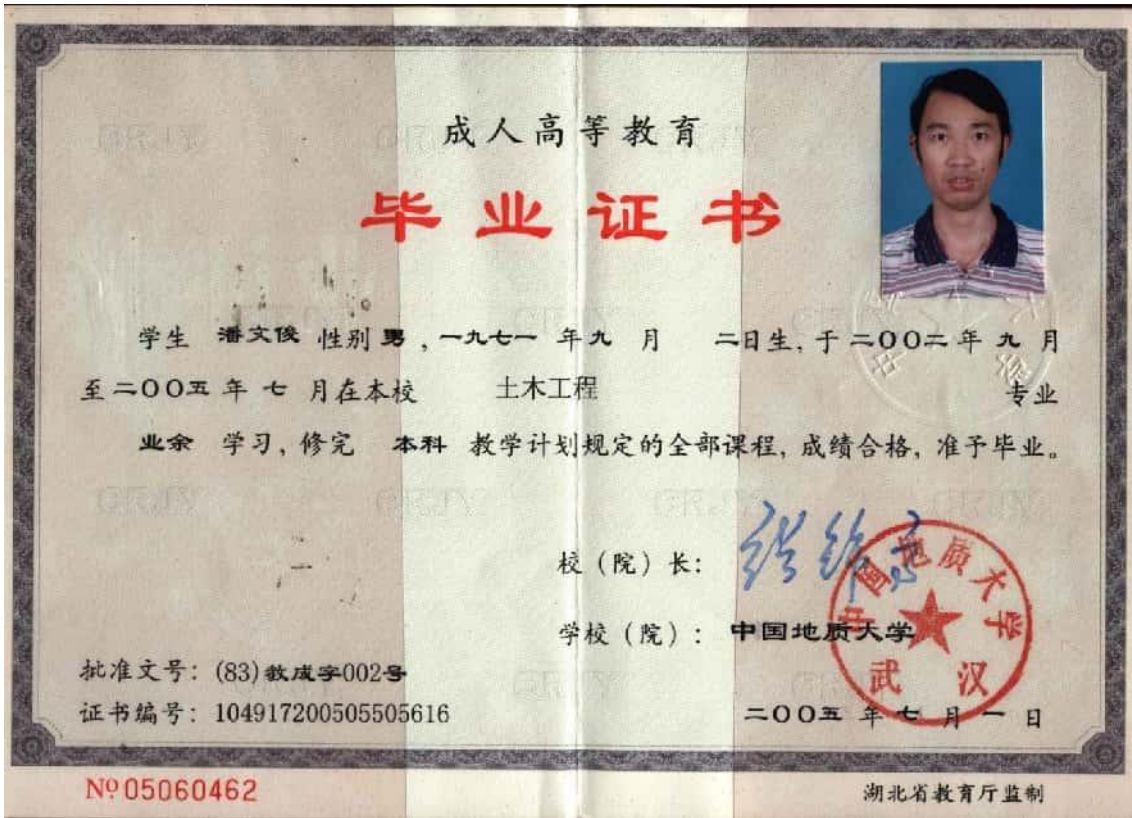 成人高等教育
毕业证书
学生 潘文俊 性别 男，一九七一 年 九 月 二日生，于二〇〇二年 九 月
至二〇〇五 年 七 月在本校 土木工程 专业
业余 学习，修完 本科 教学计划规定的全部课程，成绩合格，准予毕业。
校（院）长：
学校（院）：中国地质大学
中国地质大学
武汉
批准文号：(83)教成字002号
证书编号：104917200505505616
二〇〇五 年 七 月 一 日
№ 05060462
湖北省教育厅监制